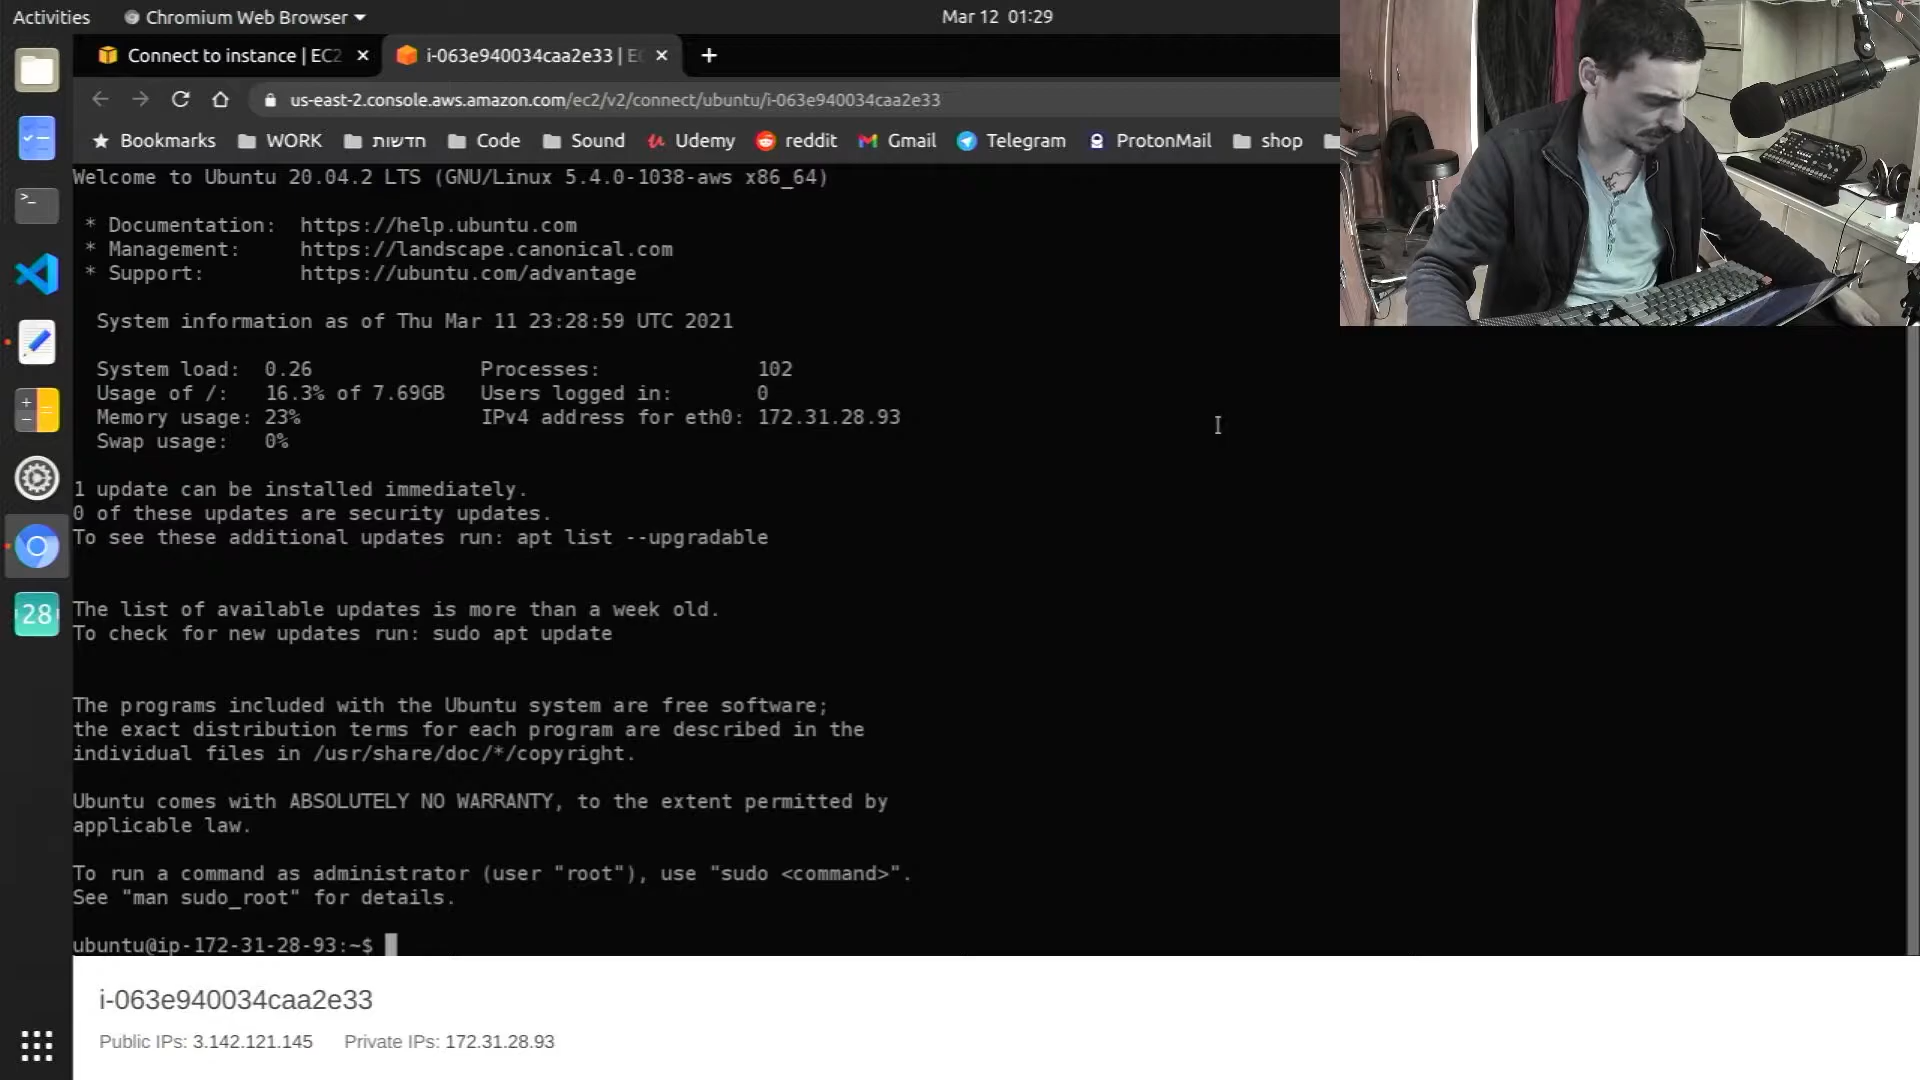 Activities Chromium Web Browser Mar 12 01:29
Connect to instance | EC2 i-063e940034caa2e33 | EC
us-east-2.console.aws.amazon.com/ec2/v2/connect/ubuntu/i-063e940034caa2e33
Bookmarks WORK חדשות Code Sound Udemy reddit Gmail Telegram ProtonMail shop
Welcome to Ubuntu 20.04.2 LTS (GNU/Linux 5.4.0-1038-aws x86_64)
* Documentation: https://help.ubuntu.com
* Management: https://landscape.canonical.com
* Support: https://ubuntu.com/advantage
System information as of Thu Mar 11 23:28:59 UTC 2021
System load: 0.26 Processes: 102
Usage of /: 16.3% of 7.69GB Users logged in: 0
Memory usage: 23% IPv4 address for eth0: 172.31.28.93
Swap usage: 0%
1 update can be installed immediately.
0 of these updates are security updates.
To see these additional updates run: apt list --upgradable
The list of available updates is more than a week old.
To check for new updates run: sudo apt update
The programs included with the Ubuntu system are free software;
the exact distribution terms for each program are described in the
individual files in /usr/share/doc/*/copyright.
Ubuntu comes with ABSOLUTELY NO WARRANTY, to the extent permitted by
applicable law.
To run a command as administrator (user "root"), use "sudo <command>".
See "man sudo_root" for details.
ubuntu@ip-172-31-28-93:~$
28
i-063e940034caa2e33
Public IPs: 3.142.121.145 Private IPs: 172.31.28.93